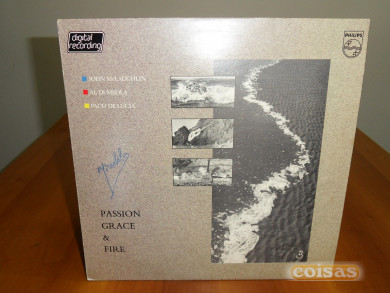 digital
recording
PHILIPS
JOHN McLAUGHLIN
AL DI MEOLA
PACO DE LUCIA
PASSION
GRACE
&
FIRE
coisas